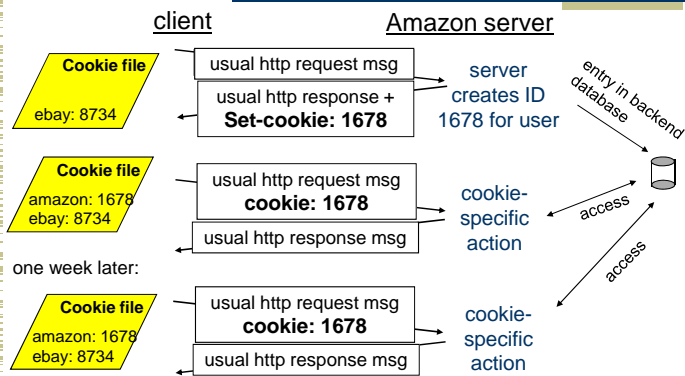 client
Amazon server
Cookie file
ebay: 8734
usual http request msg
usual http response +
Set-cookie: 1678
server
creates ID
1678 for user
entry in backend
database
Cookie file
amazon: 1678
ebay: 8734
usual http request msg
cookie: 1678
usual http response msg
cookie-
specific
action
access
access
one week later:
Cookie file
amazon: 1678
ebay: 8734
usual http request msg
cookie: 1678
usual http response msg
cookie-
specific
action